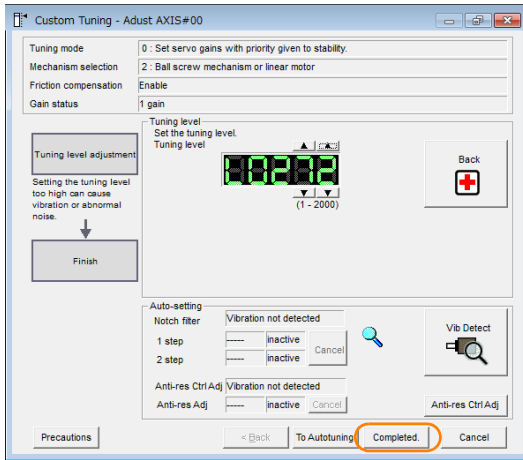 Custom Tuning - Adust AXIS#00
Tuning mode
0 : Set servo gains with priority given to stability.
Mechanism selection
2 : Ball screw mechanism or linear motor
Friction compensation
Enable
Gain status
1 gain
Tuning level adjustment
Setting the tuning level
too high can cause
vibration or abnormal
noise.
Finish
Tuning level
Set the tuning level.
Tuning level
L0272
(1 - 2000)
Back
Auto-setting
Notch filter
Vibration not detected
1 step
-----
inactive
2 step
-----
inactive
Cancel
Anti-res Ctrl Adj
Vibration not detected
Anti-res Adj
-----
inactive
Cancel
Vib Detect
Anti-res Ctrl Adj
Precautions
< Back
To Autotuning
Completed.
Cancel